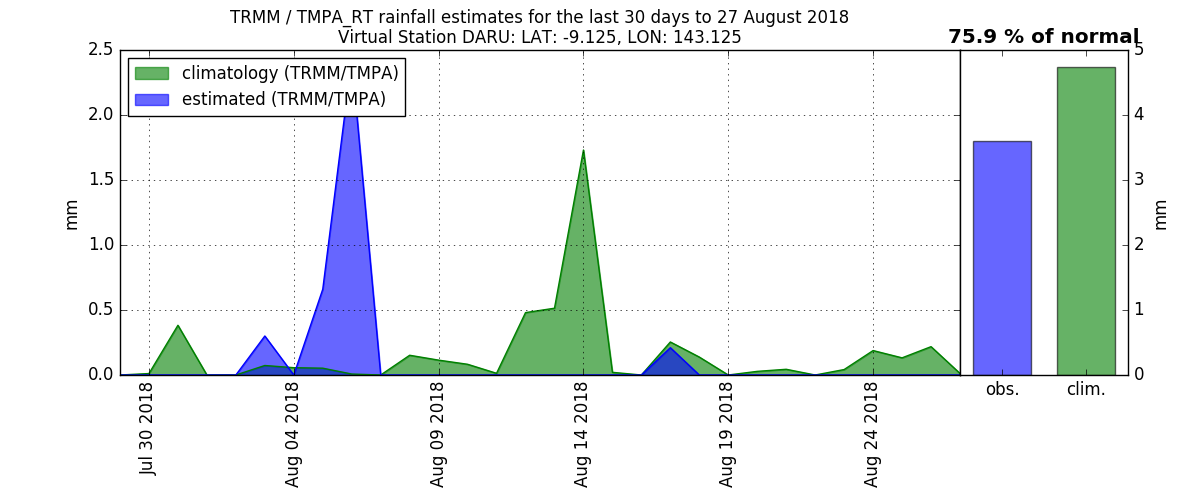 TRMM / TMPA_RT rainfall estimates for the last 30 days to 27 August 2018
Virtual Station DARU: LAT: -9.125, LON: 143.125
75.9 % of normal
climatology (TRMM/TMPA)
estimated (TRMM/TMPA)
2.5
2.0
1.5
1.0
0.5
0.0
mm
Jul 30 2018
Aug 04 2018
Aug 09 2018
Aug 14 2018
Aug 19 2018
Aug 24 2018
5
4
3
2
1
0
mm
obs.
clim.